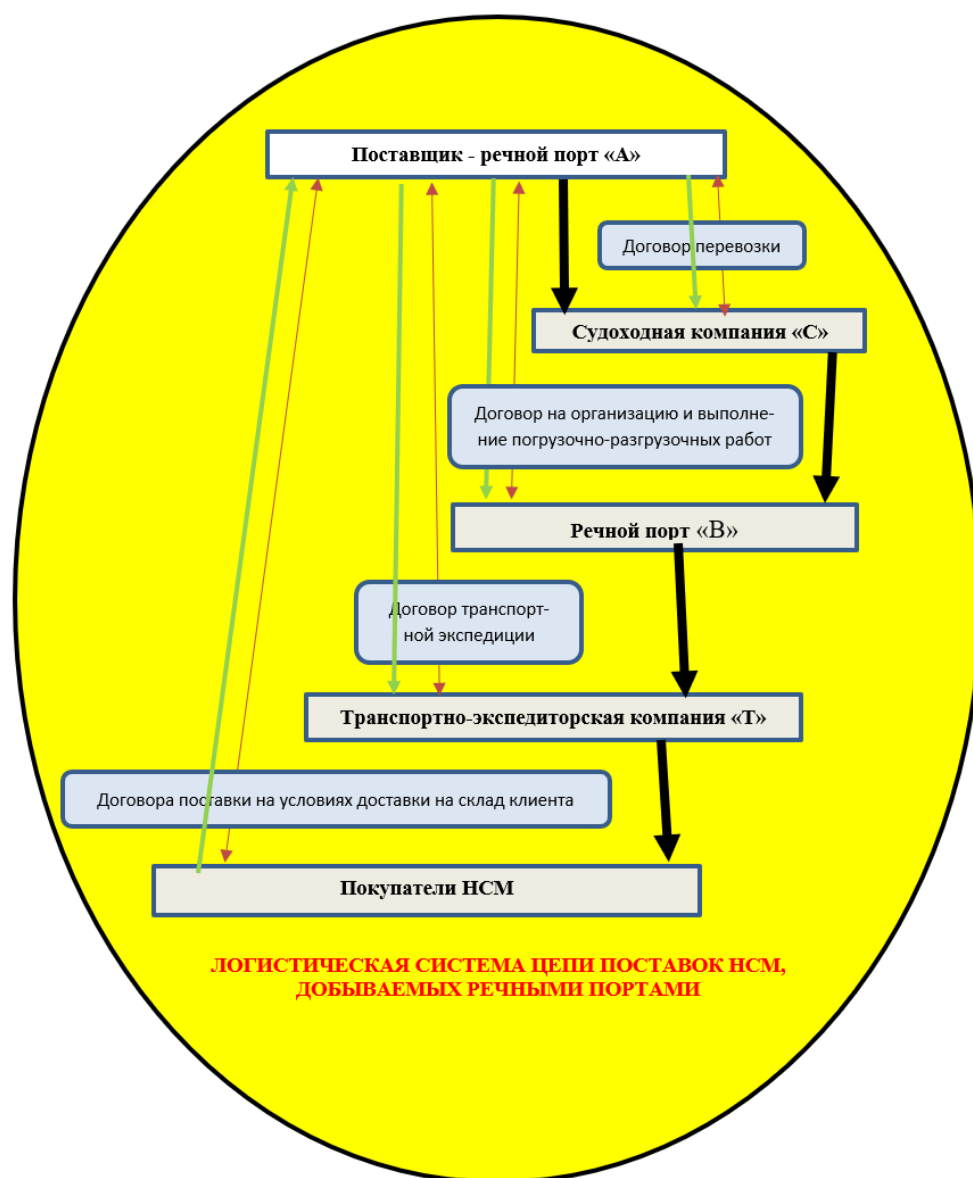 Поставщик - речной порт «А»
Договор перевозки
Судоходная компания «С»
Договор на организацию и выполне-
ние погрузочно-разгрузочных работ
Речной порт «В»
Договор транспорт-
ной экспедиции
Транспортно-экспедиторская компания «Т»
Договора поставки на условиях доставки на склад клиента
Покупатели НСМ
ЛОГИСТИЧЕСКАЯ СИСТЕМА ЦЕПИ ПОСТАВОК НСМ,
ДОБЫВАЕМЫХ РЕЧНЫМИ ПОРТАМИ